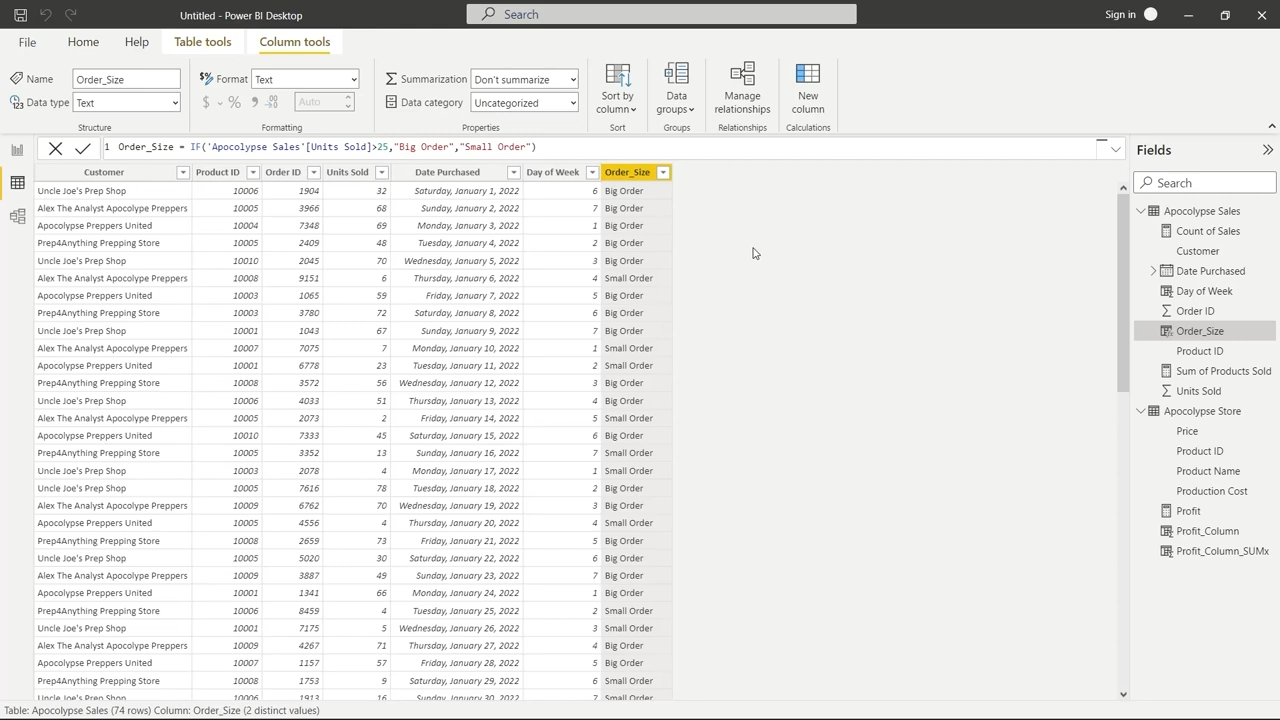 Untitled - Power BI Desktop
Search
Sign in
File
Home
Help
Table tools
Column tools
Name
Order_Size
Format
Text
Summarization
Don't summarize
Data type
Text
$
%
Auto
Data category
Uncategorized
Sort by column
Data groups
Manage relationships
New column
Structure
Formatting
Properties
Sort
Groups
Relationships
Calculations
1 Order_Size = IF('Apocolypse Sales'[Units Sold]>25,"Big Order","Small Order")
Customer Product ID Order ID Units Sold Date Purchased Day of Week Order_Size
Uncle Joe's Prep Shop 10006 1904 32 Saturday, January 1, 2022 6 Big Order
Alex The Analyst Apocolype Preppers 10005 3966 68 Sunday, January 2, 2022 7 Big Order
Apocolypse Preppers United 10004 7348 69 Monday, January 3, 2022 1 Big Order
Prep4Anything Prepping Store 10005 2409 48 Tuesday, January 4, 2022 2 Big Order
Uncle Joe's Prep Shop 10010 2045 70 Wednesday, January 5, 2022 3 Big Order
Alex The Analyst Apocolype Preppers 10008 9151 6 Thursday, January 6, 2022 4 Small Order
Apocolypse Preppers United 10003 1065 59 Friday, January 7, 2022 5 Big Order
Prep4Anything Prepping Store 10003 3780 72 Saturday, January 8, 2022 6 Big Order
Uncle Joe's Prep Shop 10001 1043 67 Sunday, January 9, 2022 7 Big Order
Alex The Analyst Apocolype Preppers 10007 7075 7 Monday, January 10, 2022 1 Small Order
Apocolypse Preppers United 10001 6778 23 Tuesday, January 11, 2022 2 Small Order
Prep4Anything Prepping Store 10008 3572 56 Wednesday, January 12, 2022 3 Big Order
Uncle Joe's Prep Shop 10006 4033 51 Thursday, January 13, 2022 4 Big Order
Alex The Analyst Apocolype Preppers 10005 2073 2 Friday, January 14, 2022 5 Small Order
Apocolypse Preppers United 10010 7333 45 Saturday, January 15, 2022 6 Big Order
Prep4Anything Prepping Store 10005 3352 13 Sunday, January 16, 2022 7 Small Order
Uncle Joe's Prep Shop 10003 2078 4 Monday, January 17, 2022 1 Small Order
Uncle Joe's Prep Shop 10005 7616 78 Tuesday, January 18, 2022 2 Big Order
Alex The Analyst Apocolype Preppers 10009 6762 70 Wednesday, January 19, 2022 3 Big Order
Apocolypse Preppers United 10005 4556 4 Thursday, January 20, 2022 4 Small Order
Prep4Anything Prepping Store 10008 2659 73 Friday, January 21, 2022 5 Big Order
Uncle Joe's Prep Shop 10005 5020 30 Saturday, January 22, 2022 6 Big Order
Alex The Analyst Apocolype Preppers 10009 3887 49 Sunday, January 23, 2022 7 Big Order
Apocolypse Preppers United 10001 1341 66 Monday, January 24, 2022 1 Big Order
Prep4Anything Prepping Store 10006 8459 4 Tuesday, January 25, 2022 2 Small Order
Uncle Joe's Prep Shop 10001 7175 5 Wednesday, January 26, 2022 3 Small Order
Alex The Analyst Apocolype Preppers 10009 4267 71 Thursday, January 27, 2022 4 Big Order
Apocolypse Preppers United 10007 1157 57 Friday, January 28, 2022 5 Big Order
Prep4Anything Prepping Store 10008 1753 9 Saturday, January 29, 2022 6 Small Order
Uncle Joe's Prep Shop 10006 1913 16 Sunday, January 30, 2022 7 Small Order
Fields
Search
Apocolypse Sales
Count of Sales
Customer
Date Purchased
Day of Week
Order ID
Order_Size
Product ID
Sum of Products Sold
Units Sold
Apocolypse Store
Price
Product ID
Product Name
Production Cost
Profit
Profit_Column
Profit_Column_SUMx
Table: Apocolypse Sales (74 rows) Column: Order_Size (2 distinct values)